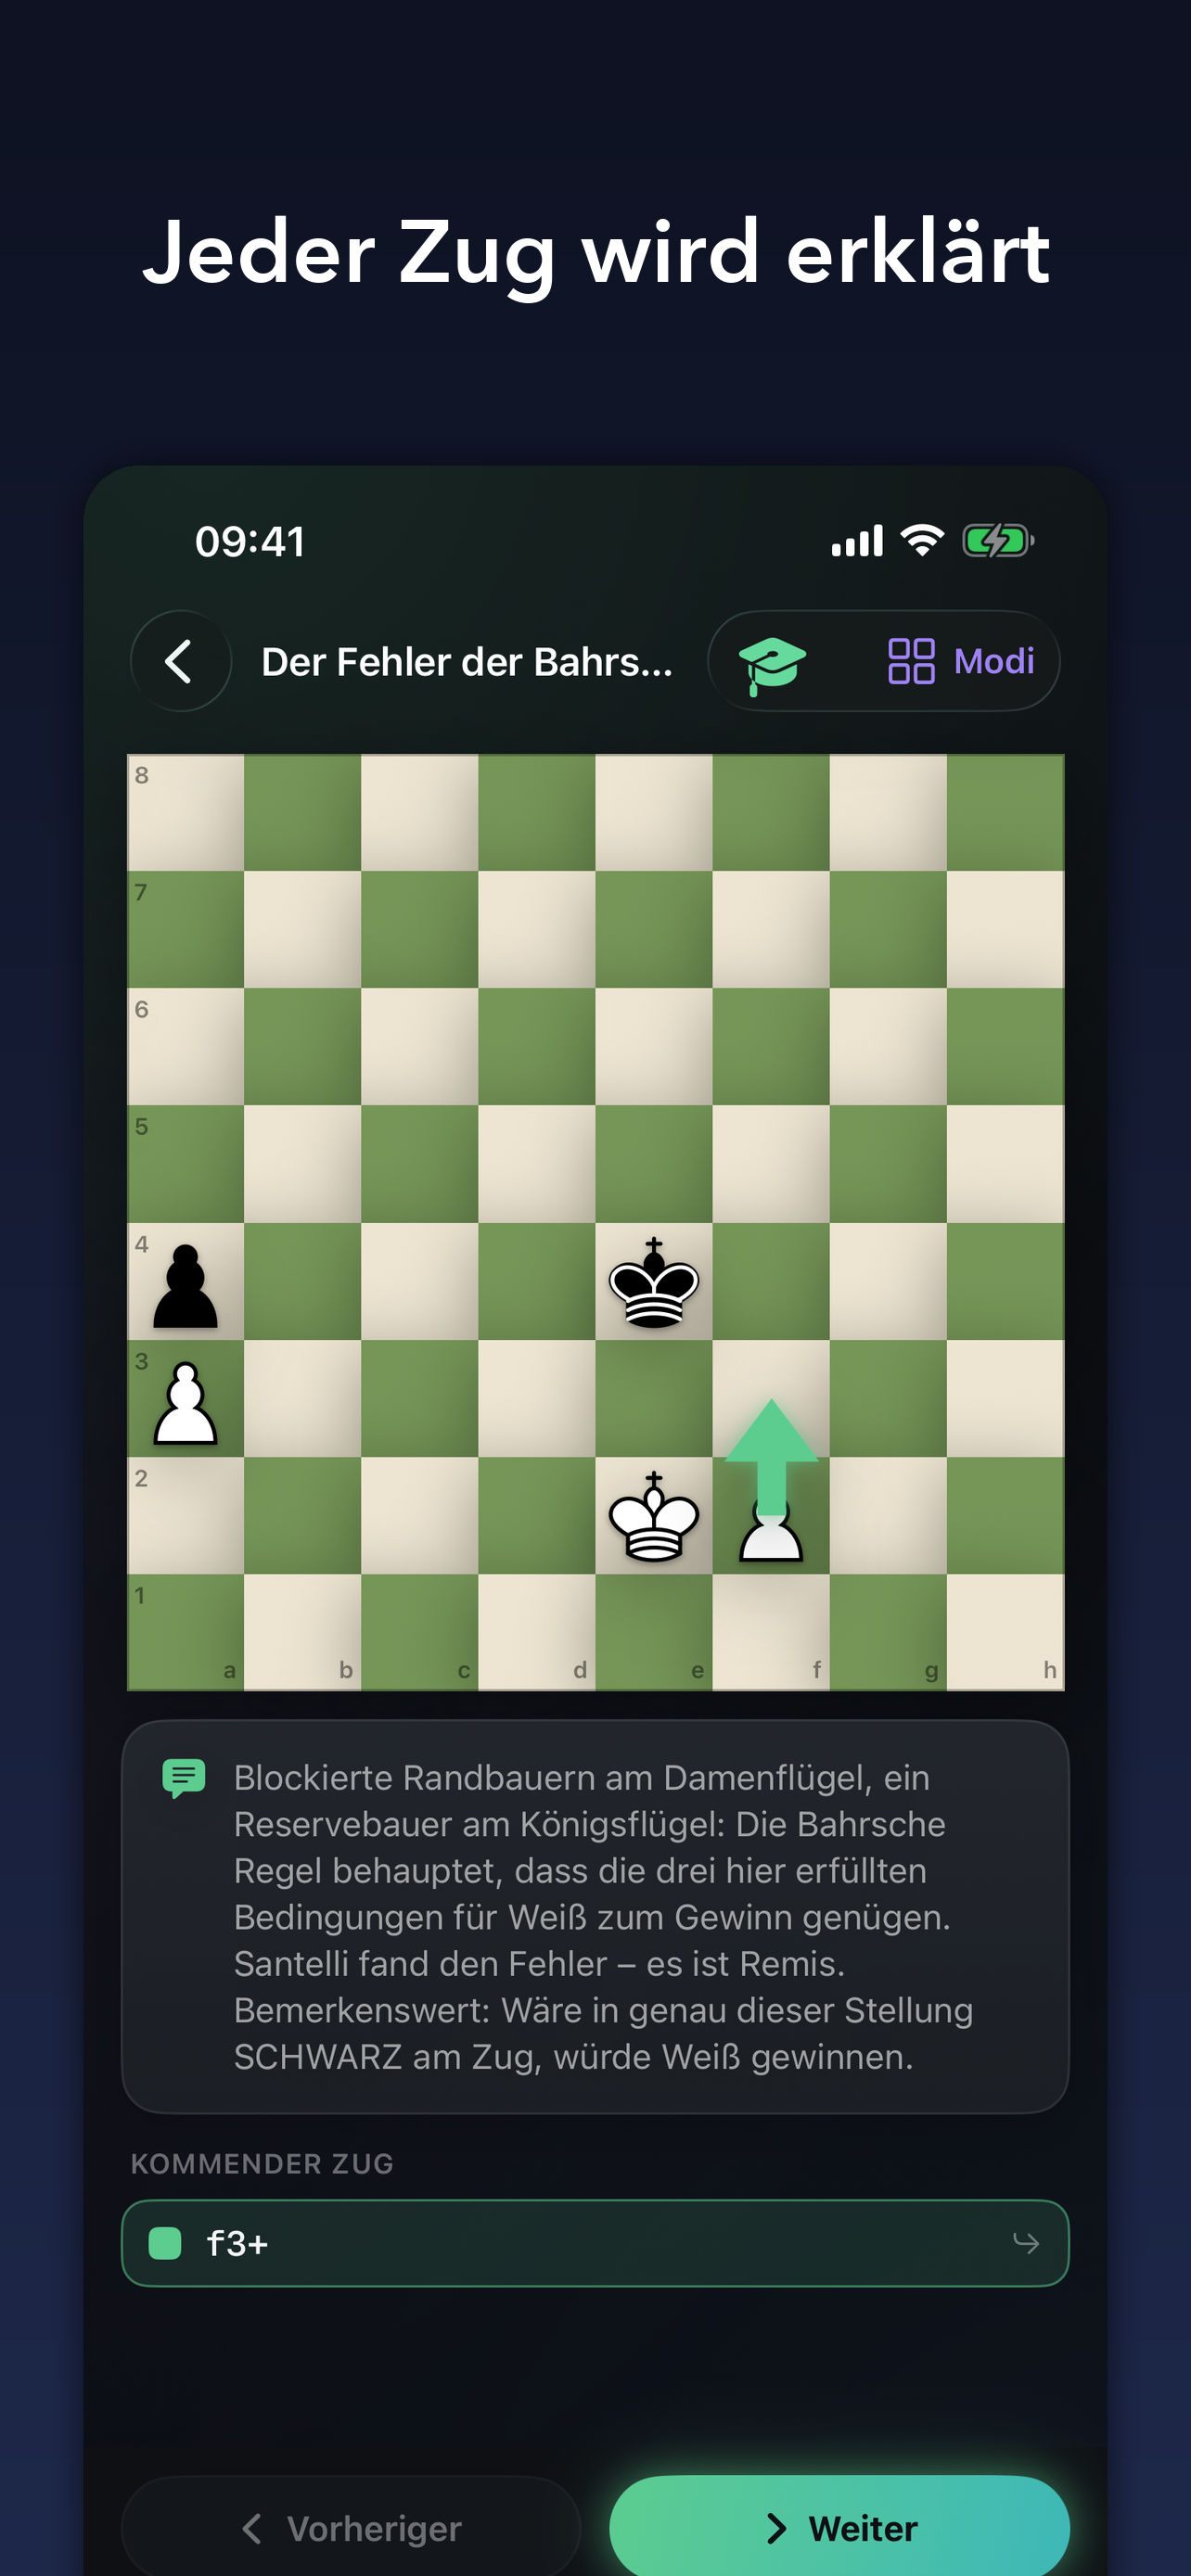 Jeder Zug wird erklärt
09:41
Der Fehler der Bahrs...
Modi
8
7
6
5
4
3
2
1
a b c d e f g h
Blockierte Randbauern am Damenflügel, ein
Reservebauer am Königsflügel: Die Bahrsche
Regel behauptet, dass die drei hier erfüllten
Bedingungen für Weiß zum Gewinn genügen.
Santelli fand den Fehler – es ist Remis.
Bemerkenswert: Wäre in genau dieser Stellung
SCHWARZ am Zug, würde Weiß gewinnen.
KOMMENDER ZUG
f3+
Vorheriger
Weiter